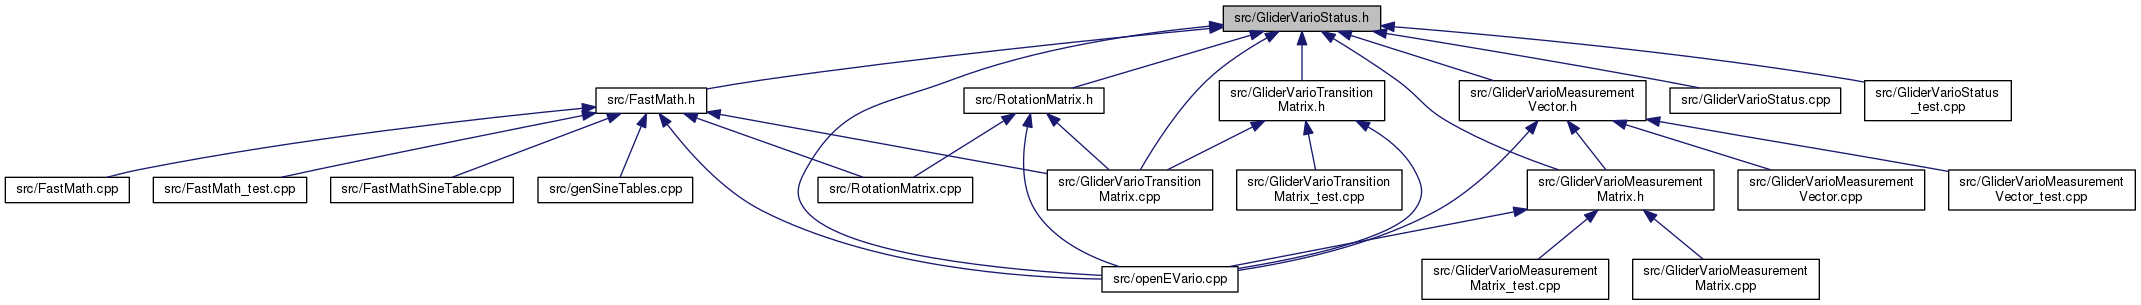 src/GliderVarioStatus.h
src/FastMath.h
src/RotationMatrix.h
src/GliderVarioTransition
Matrix.h
src/GliderVarioMeasurement
Vector.h
src/GliderVarioStatus.cpp
src/GliderVarioStatus
_test.cpp
src/FastMath.cpp
src/FastMath_test.cpp
src/FastMathSineTable.cpp
src/genSineTables.cpp
src/RotationMatrix.cpp
src/GliderVarioTransition
Matrix.cpp
src/GliderVarioTransition
Matrix_test.cpp
src/GliderVarioMeasurement
Matrix.h
src/GliderVarioMeasurement
Vector.cpp
src/GliderVarioMeasurement
Vector_test.cpp
src/openEVario.cpp
src/GliderVarioMeasurement
Matrix_test.cpp
src/GliderVarioMeasurement
Matrix.cpp